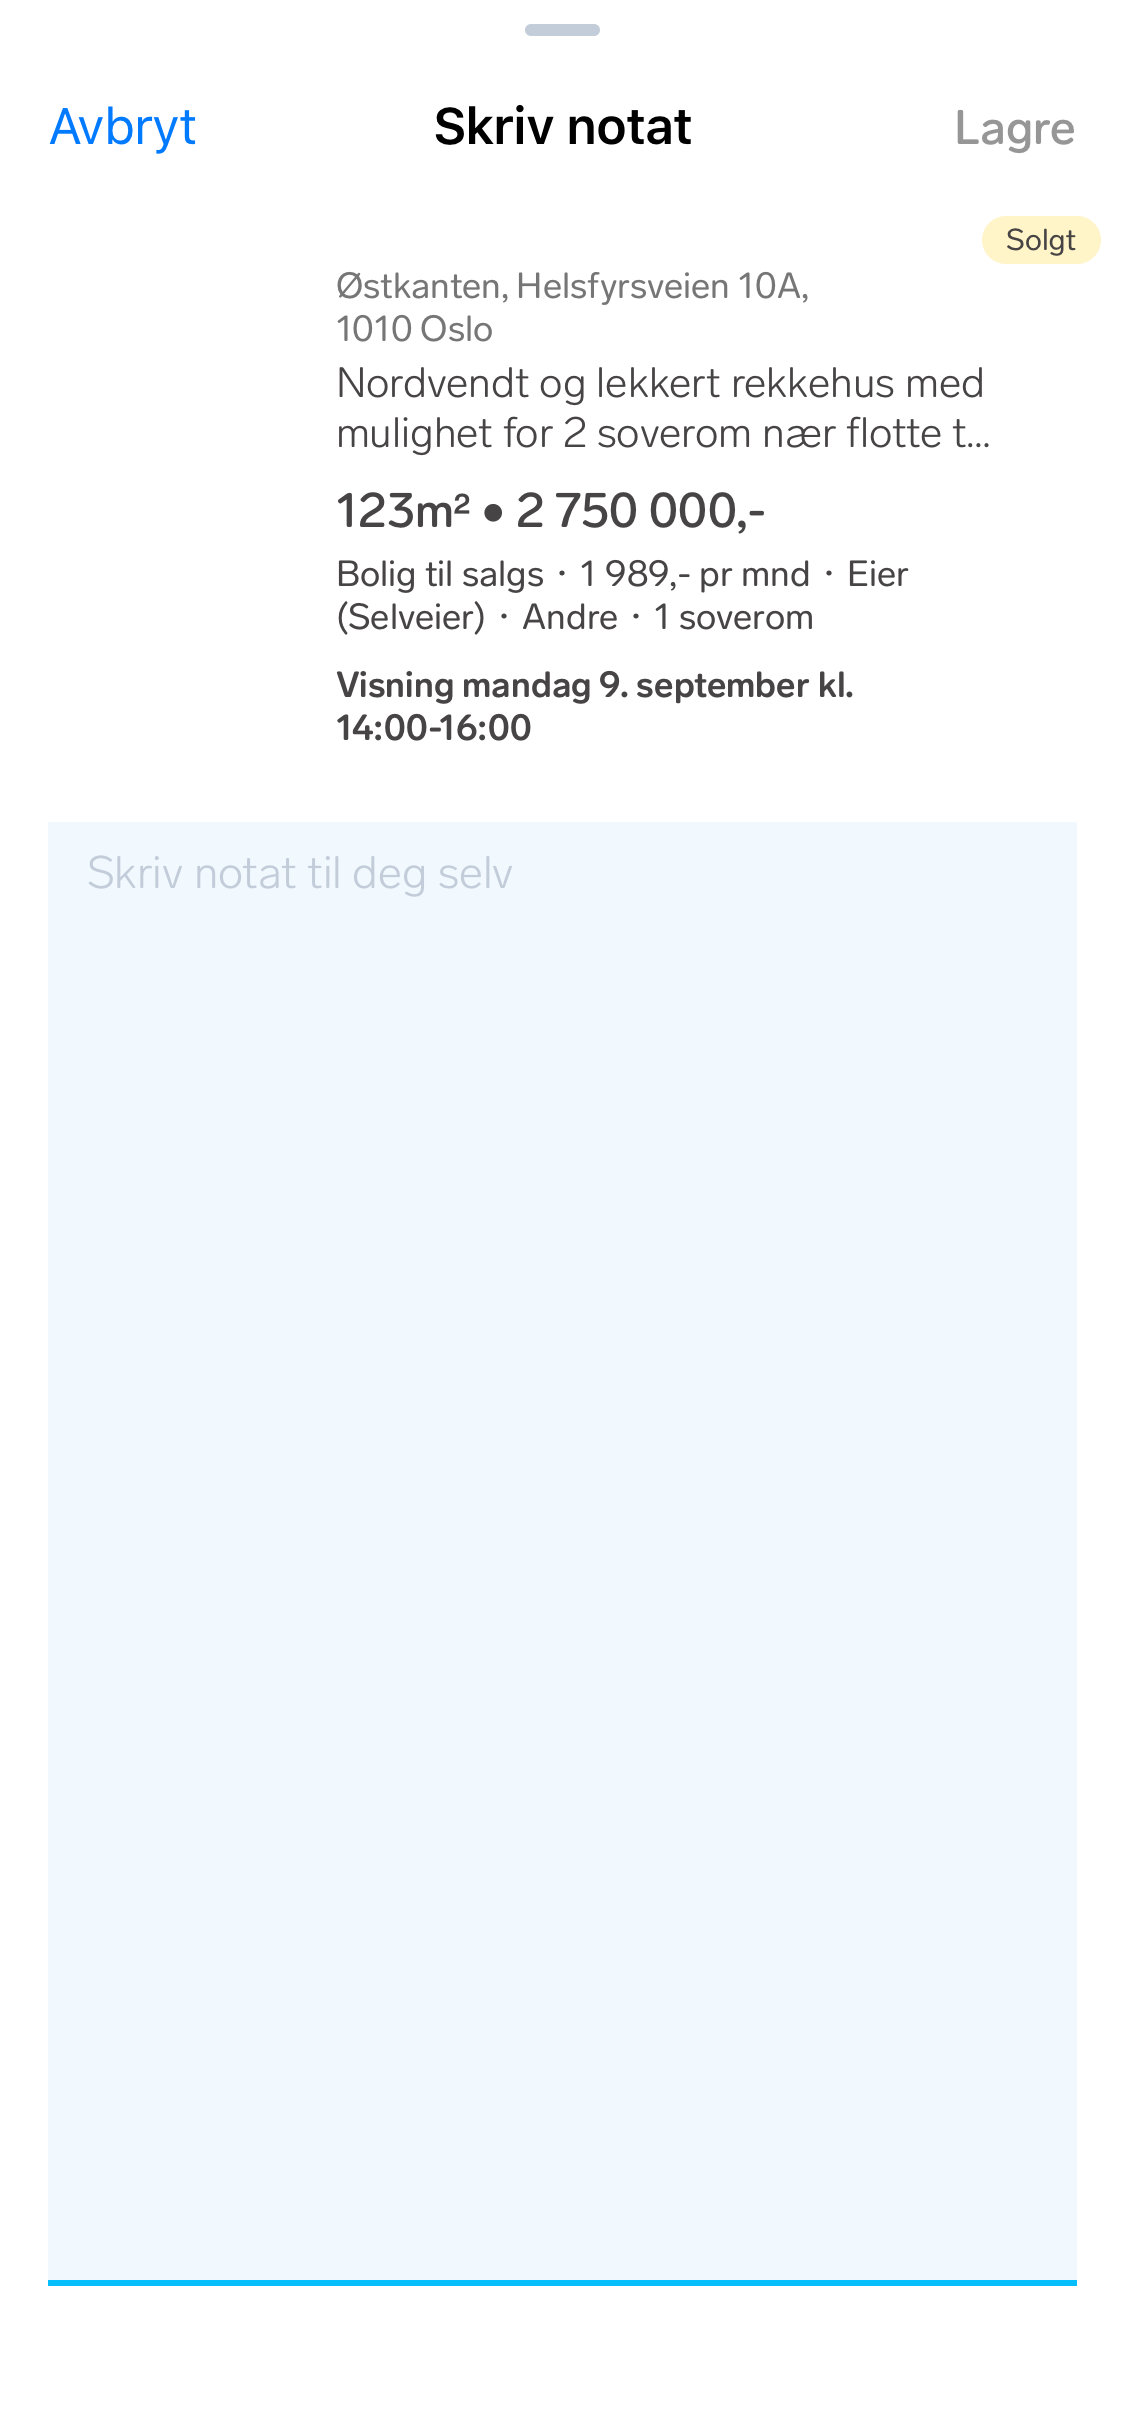 Avbryt
Skriv notat
Lagre
Solgt
Østkanten, Helsfyrsveien 10A,
1010 Oslo
Nordvendt og lekkert rekkehus med
mulighet for 2 soverom nær flotte t...
123m² • 2 750 000,-
Bolig til salgs · 1 989,- pr mnd · Eier
(Selveier) · Andre · 1 soverom
Visning mandag 9. september kl.
14:00-16:00
Skriv notat til deg selv